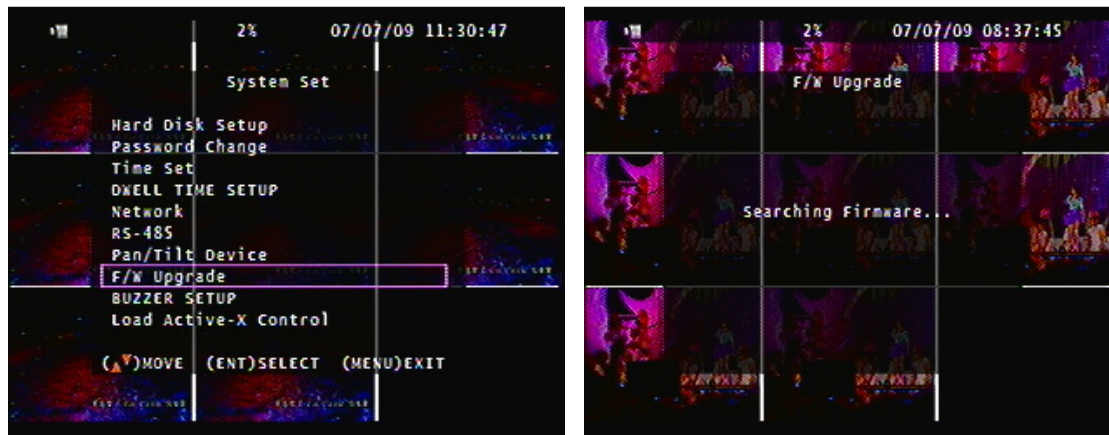 2% 07/07/09 11:30:47
System Set
Hard Disk Setup
Password Change
Time Set
DWELL TIME SETUP
Network
RS-485
Pan/Tilt Device
F/W Upgrade
BUZZER SETUP
Load Active-X Control
(▲▼)MOVE (ENT)SELECT (MENU)EXIT
2% 07/07/09 08:37:45
F/W Upgrade
Searching Firmware...